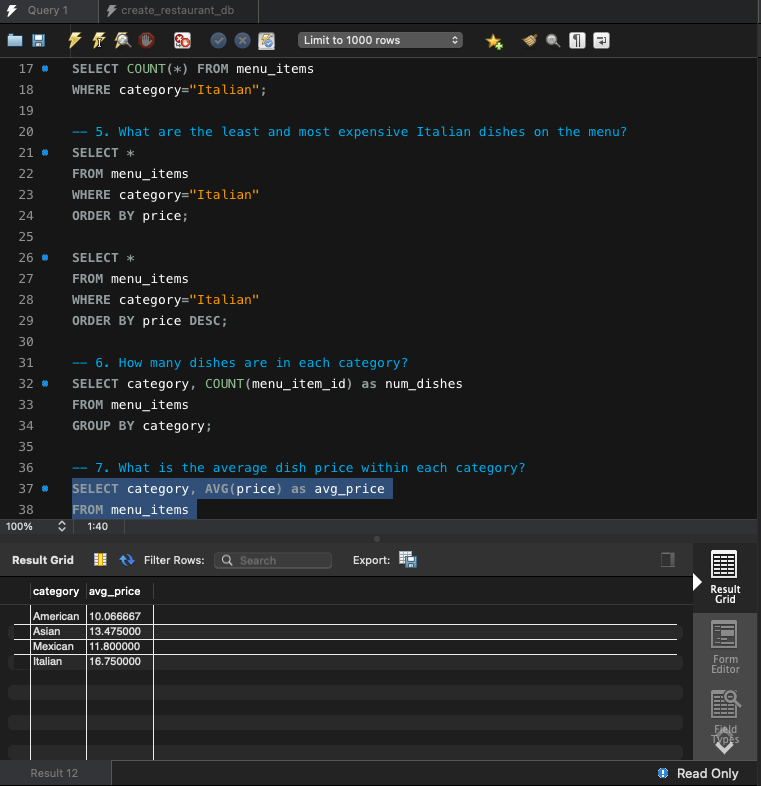 Query 1 create_restaurant_db
Limit to 1000 rows
17 SELECT COUNT(*) FROM menu_items
18 WHERE category="Italian";
19
20 -- 5. What are the least and most expensive Italian dishes on the menu?
21 SELECT *
22 FROM menu_items
23 WHERE category="Italian"
24 ORDER BY price;
25
26 SELECT *
27 FROM menu_items
28 WHERE category="Italian"
29 ORDER BY price DESC;
30
31 -- 6. How many dishes are in each category?
32 SELECT category, COUNT(menu_item_id) as num_dishes
33 FROM menu_items
34 GROUP BY category;
35
36 -- 7. What is the average dish price within each category?
37 SELECT category, AVG(price) as avg_price
38 FROM menu_items
100% 1:40
Result Grid Filter Rows: Search Export:
category avg_price
American 10.066667
Asian 13.475000
Mexican 11.800000
Italian 16.750000
Result
Grid
Form
Editor
Field
Types
Result 12 Read Only